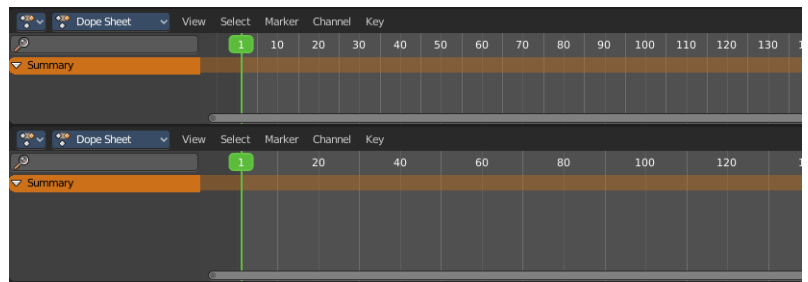 Dope Sheet View Select Marker Channel Key
1 10 20 30 40 50 60 70 80 90 100 110 120 130
Summary
Dope Sheet View Select Marker Channel Key
1 20 40 60 80 100 120
Summary